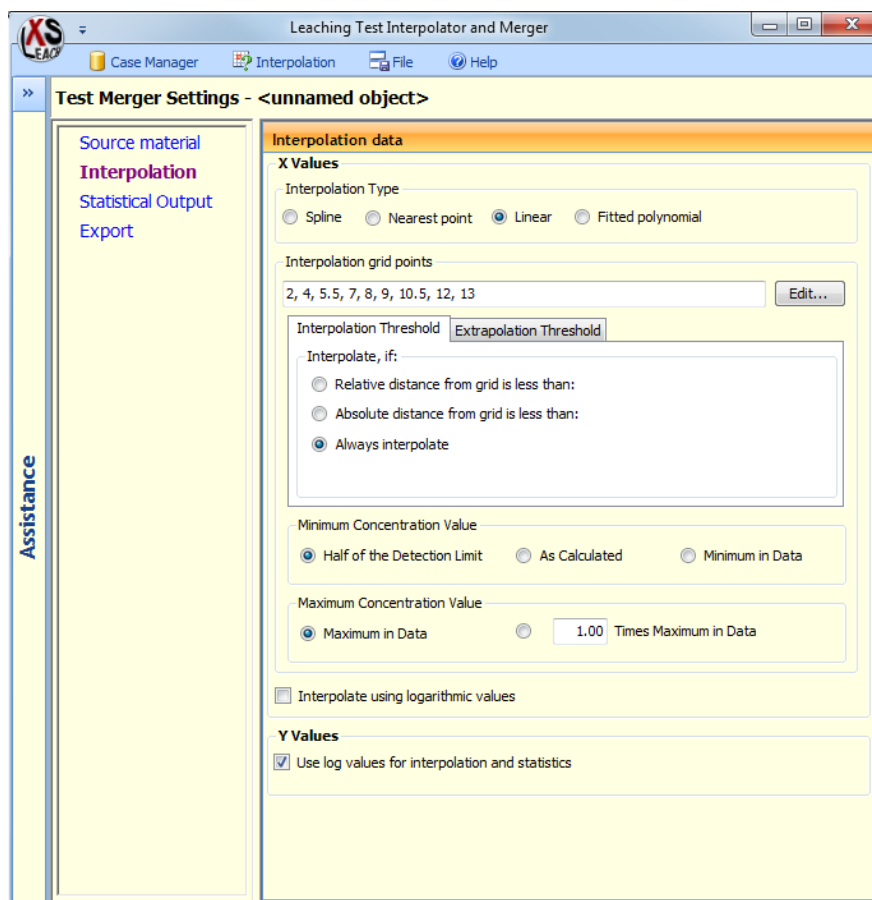 Leaching Test Interpolator and Merger
XS
LEACH
Case Manager Interpolation File Help
»
Test Merger Settings - <unnamed object>
Assistance
Source material
Interpolation
Statistical Output
Export
Interpolation data
X Values
Interpolation Type
Spline Nearest point Linear Fitted polynomial
Interpolation grid points
2, 4, 5.5, 7, 8, 9, 10.5, 12, 13 Edit...
Interpolation Threshold Extrapolation Threshold
Interpolate, if:
Relative distance from grid is less than:
Absolute distance from grid is less than:
Always interpolate
Minimum Concentration Value
Half of the Detection Limit As Calculated Minimum in Data
Maximum Concentration Value
Maximum in Data 1.00 Times Maximum in Data
Interpolate using logarithmic values
Y Values
Use log values for interpolation and statistics